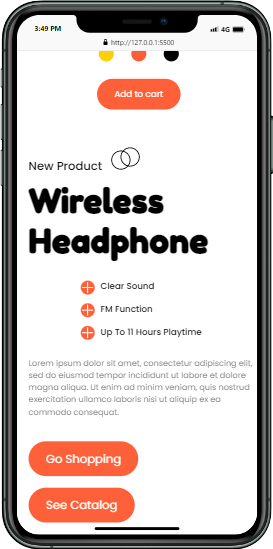 3:49 PM
4G
http://127.0.0.1:5500
Add to cart
New Product
Wireless
Headphone
Clear Sound
FM Function
Up To 11 Hours Playtime
Lorem ipsum dolor sit amet, consectetur adipiscing elit,
sed do eiusmod tempor incididunt ut labore et dolore
magna aliqua. Ut enim ad minim veniam, quis nostrud
exercitation ullamco laboris nisi ut aliquip ex ea
commodo consequat.
Go Shopping
See Catalog